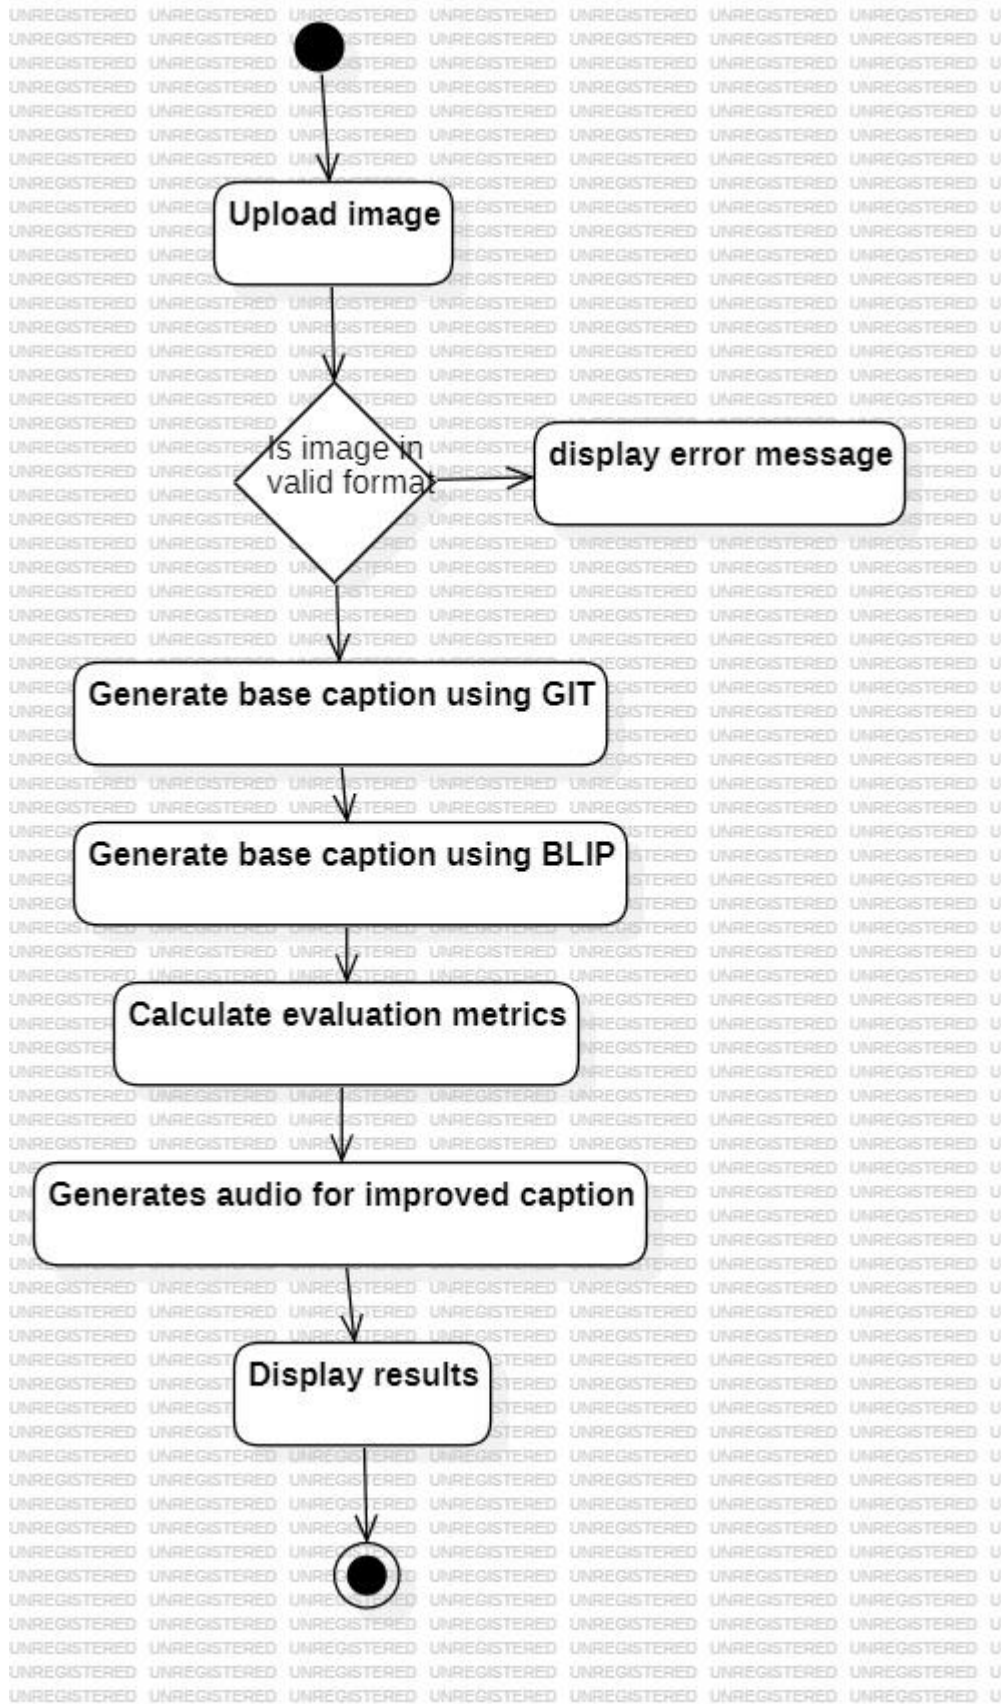 Upload image
Is image in
valid format
display error message
Generate base caption using GIT
Generate base caption using BLIP
Calculate evaluation metrics
Generates audio for improved caption
Display results
UNREGISTERED